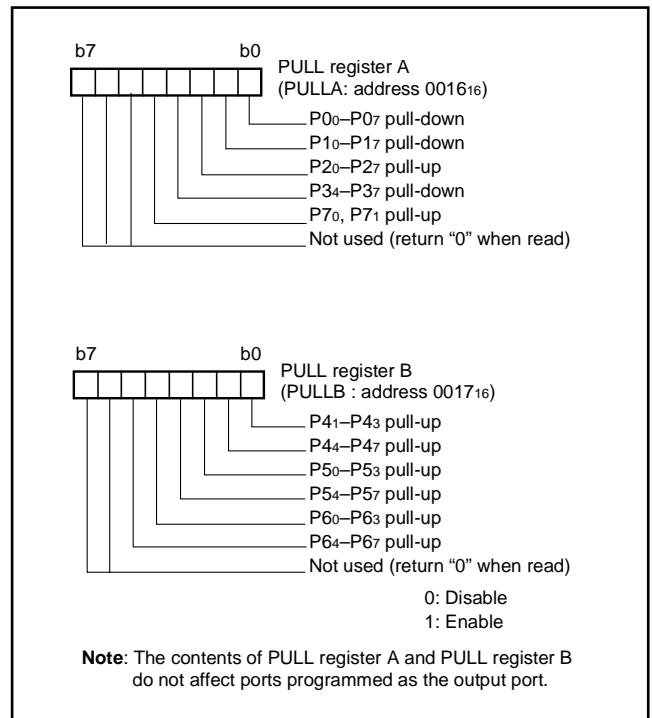 b7 b0
PULL register A
(PULLA: address 001616)
P00–P07 pull-down
P10–P17 pull-down
P20–P27 pull-up
P34–P37 pull-down
P70, P71 pull-up
Not used (return “0” when read)
b7 b0
PULL register B
(PULLB : address 001716)
P41–P43 pull-up
P44–P47 pull-up
P50–P53 pull-up
P54–P57 pull-up
P60–P63 pull-up
P64–P67 pull-up
Not used (return “0” when read)
0: Disable
1: Enable
Note: The contents of PULL register A and PULL register B
do not affect ports programmed as the output port.